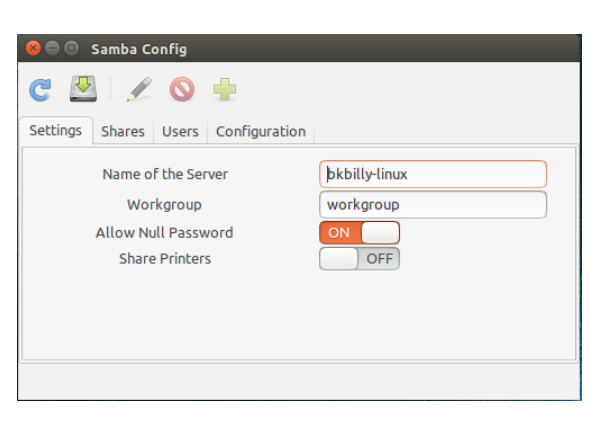 Samba Config
Settings Shares Users Configuration
Name of the Server bkbilly-linux
Workgroup workgroup
Allow Null Password ON
Share Printers OFF